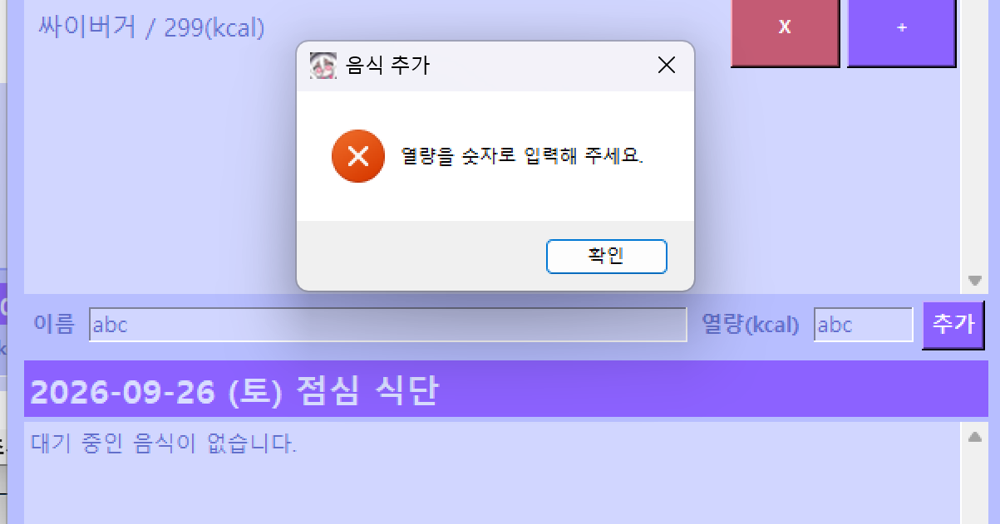 싸이버거 / 299(kcal)
X
+
음식 추가
열량을 숫자로 입력해 주세요.
확인
이름 abc 열량(kcal) abc 추가
2026-09-26 (토) 점심 식단
대기 중인 음식이 없습니다.